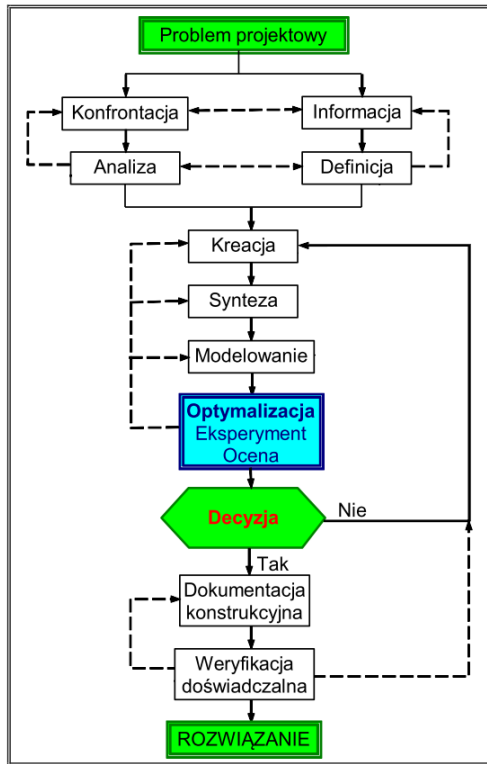 Problem projektowy
Konfrontacja
Informacja
Analiza
Definicja
Kreacja
Synteza
Modelowanie
Optymalizacja
Eksperyment
Ocena
Decyzja
Nie
Tak
Dokumentacja
konstrukcyjna
Weryfikacja
doświadczalna
ROZWIĄZANIE